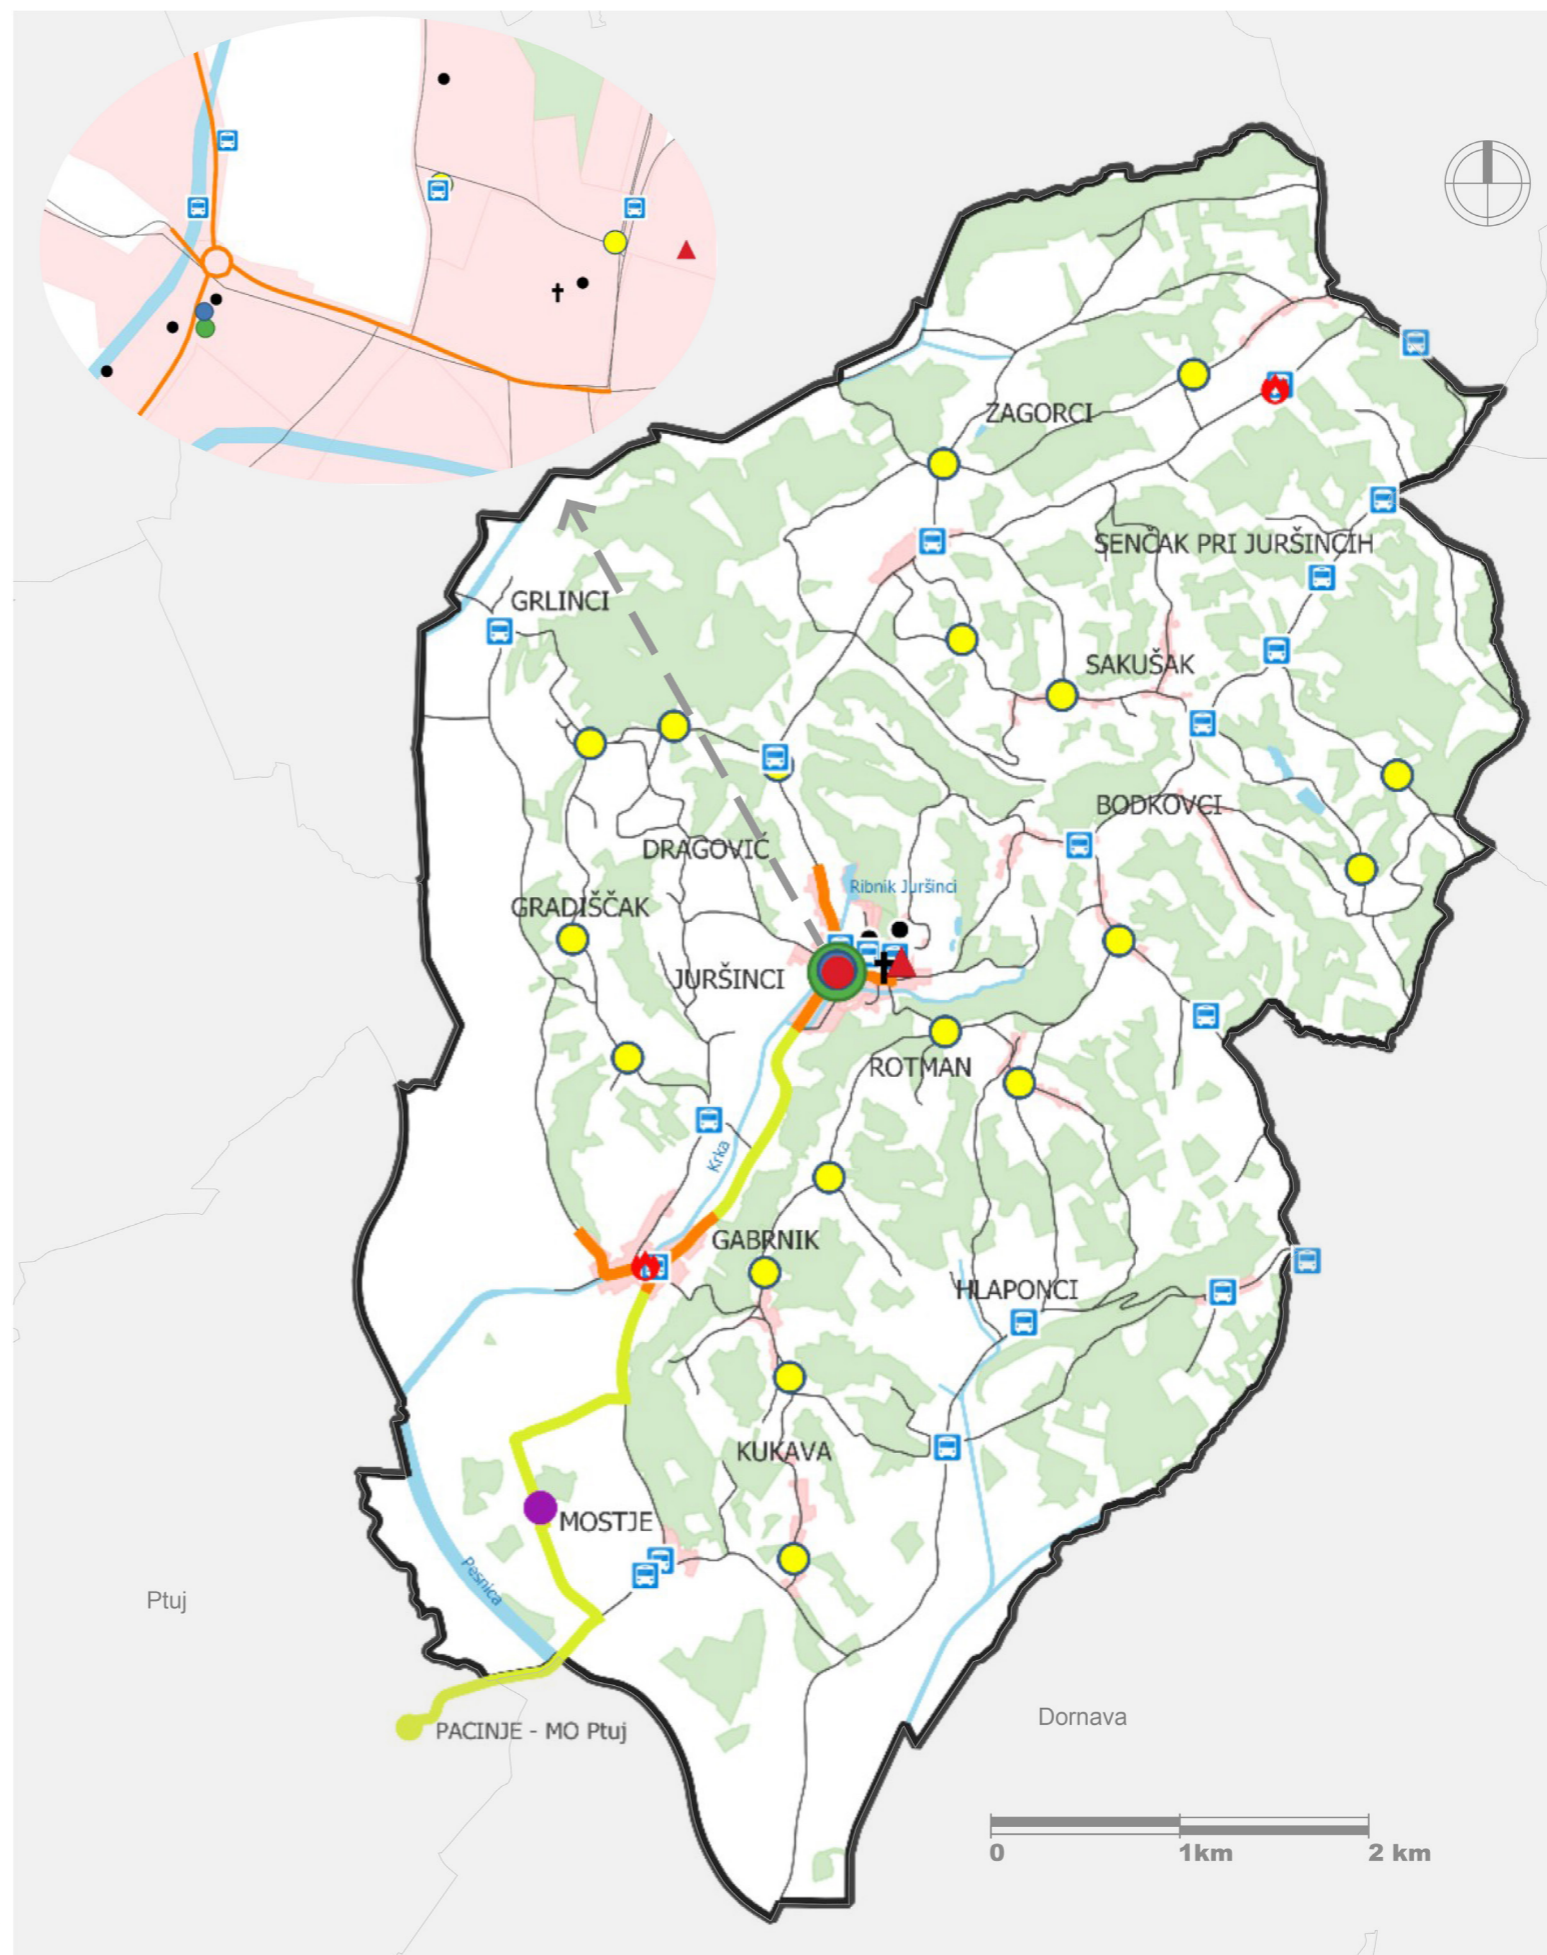 ZAGORCI
SENČAK PRI JURŠINCIH
GRLINCI
SAKUŠAK
BODKOVCI
DRAGOVIČ
Ribnik Juršinci
GRADIŠČAK
JURŠINCI
ROTMAN
Krka
GABRNIK
HLAPONCI
KUKAVA
MOSTJE
Pesnica
Ptuj
Dornava
PACINJE - MO Ptuj
0 1km 2 km